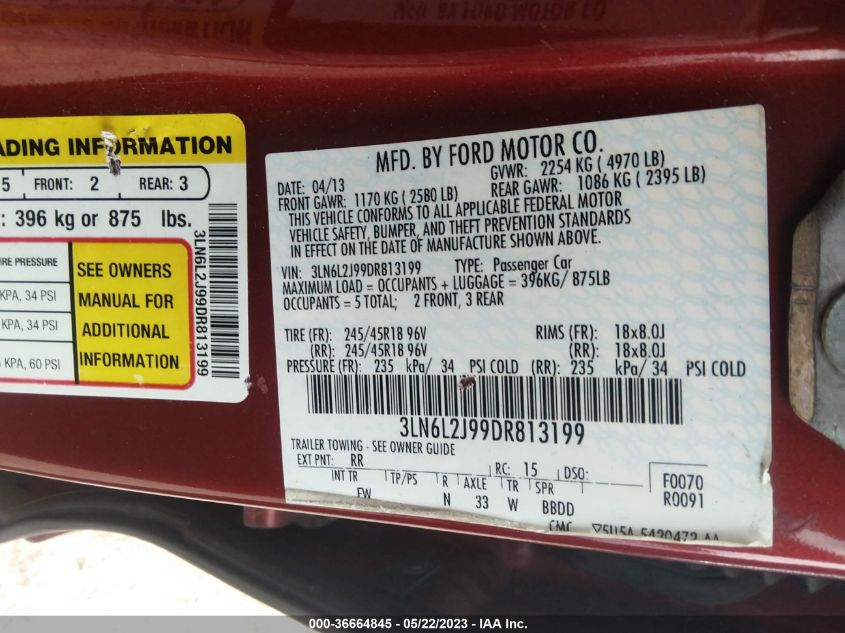 ADING INFORMATION
5 FRONT: 2 REAR: 3
: 396 kg or 875 lbs.
PRESSURE
KPA, 34 PSI
KPA, 34 PSI
KPA, 60 PSI
SEE OWNERS
MANUAL FOR
ADDITIONAL
INFORMATION
3LN6L2J99DR813199
MFD. BY FORD MOTOR CO.
DATE: 04/13 GVWR: 2254 KG ( 4970 LB)
FRONT GAWR: 1170 KG ( 2580 LB) REAR GAWR: 1086 KG ( 2395 LB)
THIS VEHICLE CONFORMS TO ALL APPLICABLE FEDERAL MOTOR
VEHICLE SAFETY, BUMPER, AND THEFT PREVENTION STANDARDS
IN EFFECT ON THE DATE OF MANUFACTURE SHOWN ABOVE.
VIN: 3LN6L2J99DR813199 TYPE: Passenger Car
MAXIMUM LOAD = OCCUPANTS + LUGGAGE = 396KG/ 875LB
OCCUPANTS = 5 TOTAL; 2 FRONT, 3 REAR
TIRE (FR): 245/45R18 96V RIMS (FR): 18x8.0J
(RR): 245/45R18 96V (RR): 18x8.0J
PRESSURE (FR): 235 kPa/ 34 PSI COLD (RR): 235 kPa/ 34 PSI COLD
3LN6L2J99DR813199
TRAILER TOWING - SEE OWNER GUIDE
EXT PNT: RR RC: 15 DSO: F0070
INT TR TP/PS R AXLE TR SPR R0091
FW N 33 W BBDD
000-36664845 - 05/22/2023 - IAA Inc.